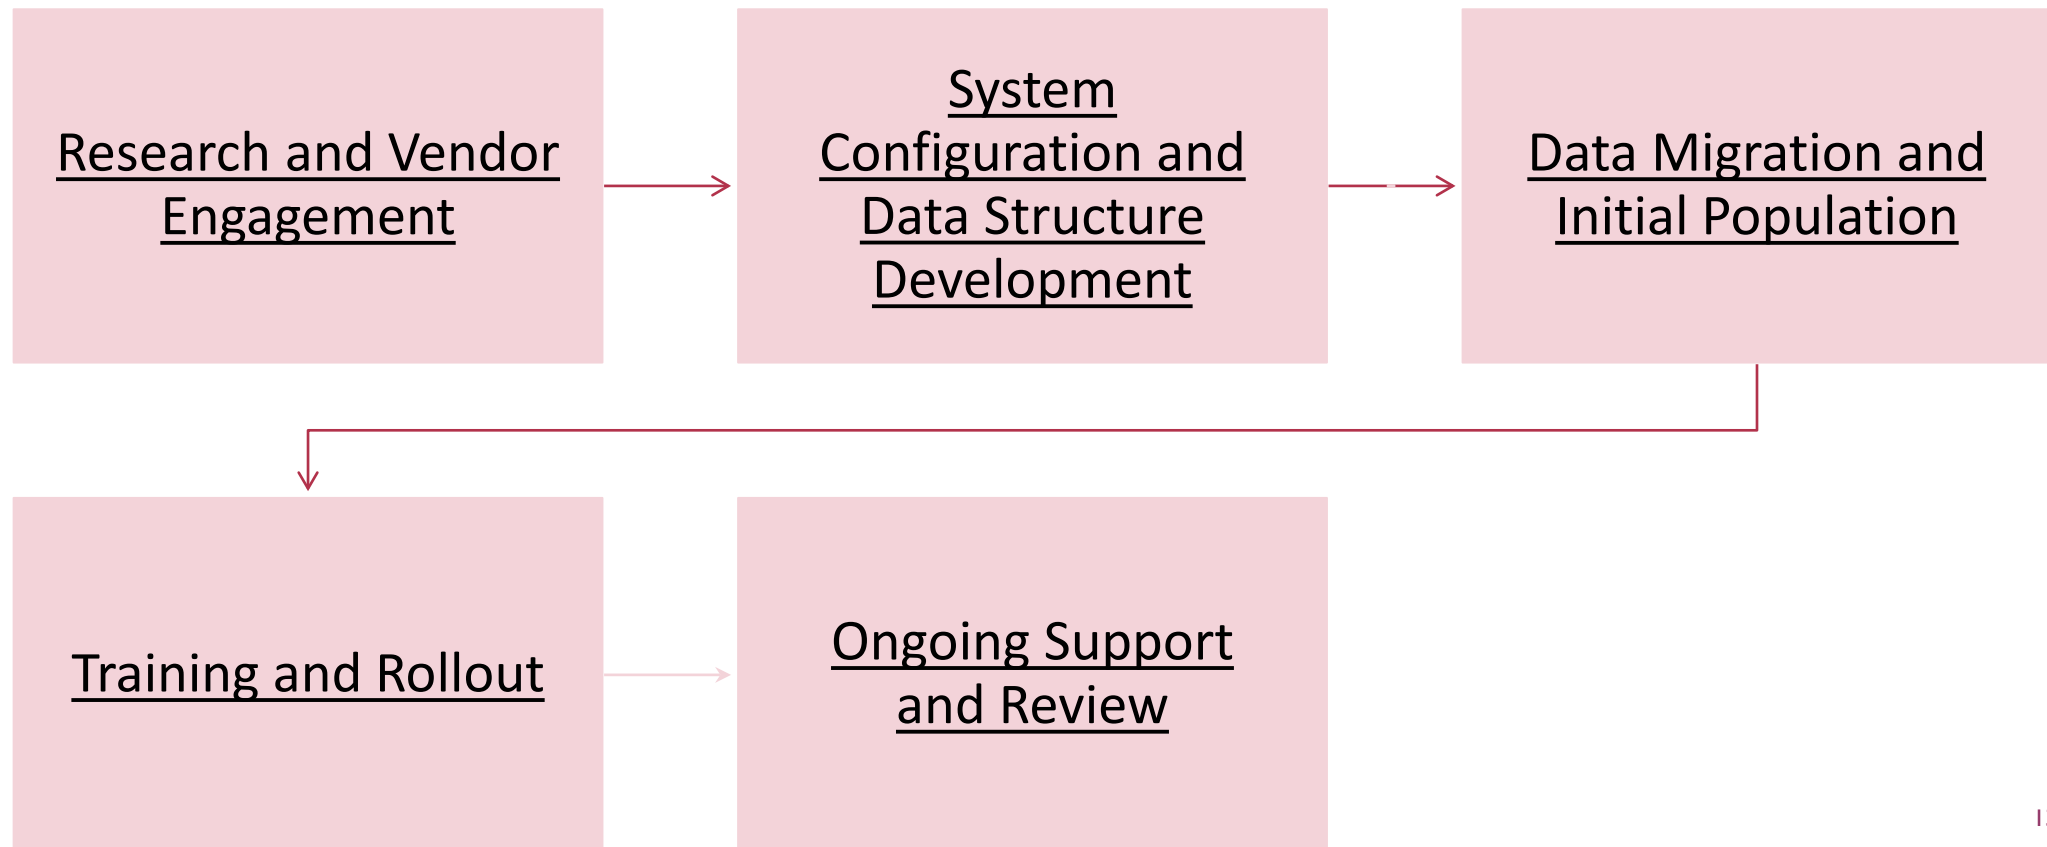 Research and Vendor
Engagement
System
Configuration and
Data Structure
Development
Data Migration and
Initial Population
Training and Rollout
Ongoing Support
and Review